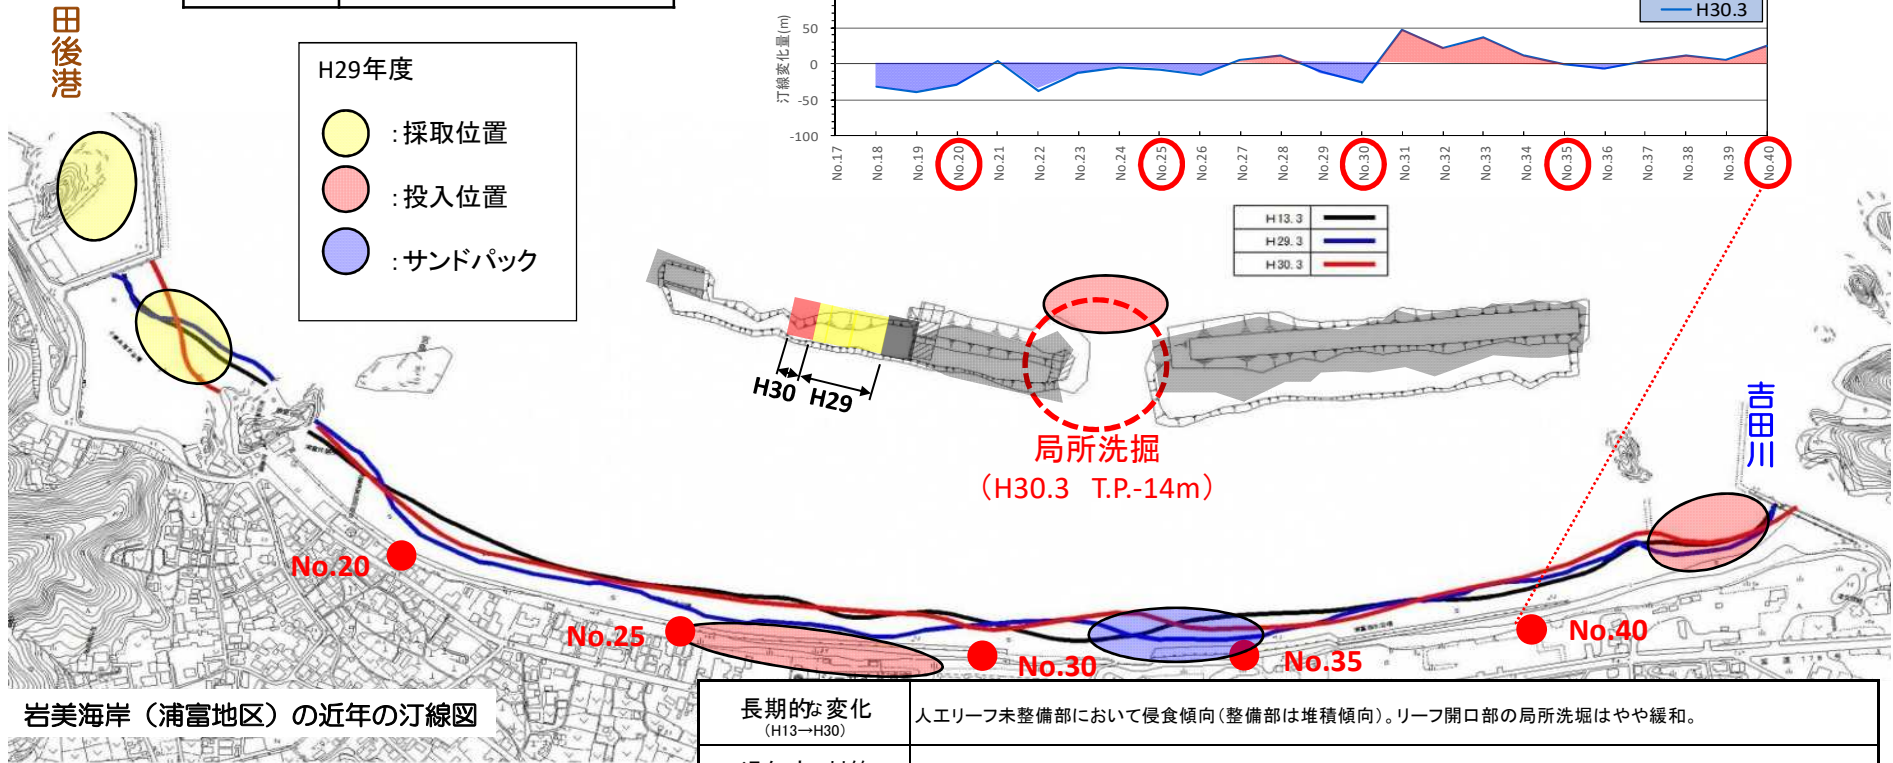 田後港
H29年度
：採取位置
：投入位置
：サンドパック
H30.3
汀線変化量(m)
50
0
-50
-100
No.17
No.18
No.19
No.20
No.21
No.22
No.23
No.24
No.25
No.26
No.27
No.28
No.29
No.30
No.31
No.32
No.33
No.34
No.35
No.36
No.37
No.38
No.39
No.40
H13.3
H29.3
H30.3
H30
H29
局所洗掘
（H30.3 T.P.-14m）
吉田川
No.20
No.25
No.30
No.35
No.40
岩美海岸（浦富地区）の近年の汀線図
長期的な変化
（H13→H30）
人工リーフ未整備部において侵食傾向（整備部は堆積傾向）。リーフ開口部の局所洗掘はやや緩和。